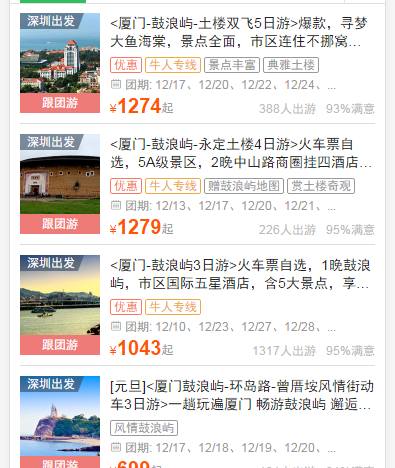 深圳出发
跟团游
<厦门-鼓浪屿-土楼双飞5日游>爆款，寻梦
大鱼海棠，景点全面，市区连住不挪窝…
优惠 牛人专线 景点丰富 典雅土楼
团期: 12/17、12/20、12/22、12/24、...
¥1274起 388人出游 93%满意
深圳出发
跟团游
<厦门-鼓浪屿-永定土楼4日游>火车票自
选，5A级景区，2晚中山路商圈挂四酒店…
优惠 牛人专线 赠鼓浪屿地图 赏土楼奇观
团期: 12/13、12/17、12/20、12/21、...
¥1279起 226人出游 95%满意
深圳出发
跟团游
<厦门-鼓浪屿3日游>火车票自选，1晚鼓浪
屿，市区国际五星酒店，含5大景点，享…
优惠 牛人专线
团期: 12/10、12/23、12/27、12/28、...
¥1043起 1317人出游 95%满意
深圳出发
[元旦]<厦门鼓浪屿-环岛路-曾厝垵风情街动
车3日游>一趟玩遍厦门 畅游鼓浪屿 邂逅…
风情鼓浪屿
团期: 12/17、12/18、12/19、12/20、...